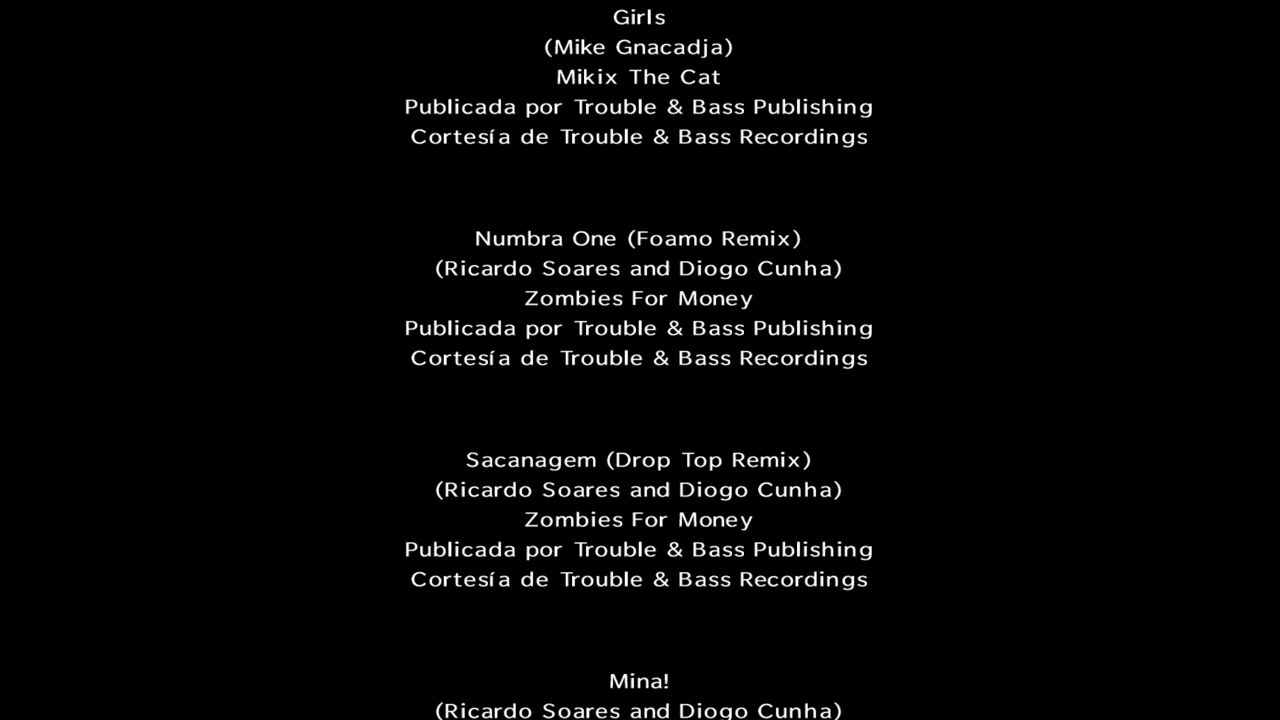 Girls
(Mike Gnacadja)
Mikix The Cat
Publicada por Trouble & Bass Publishing
Cortesía de Trouble & Bass Recordings
Numbra One (Foamo Remix)
(Ricardo Soares and Diogo Cunha)
Zombies For Money
Publicada por Trouble & Bass Publishing
Cortesía de Trouble & Bass Recordings
Sacanagem (Drop Top Remix)
(Ricardo Soares and Diogo Cunha)
Zombies For Money
Publicada por Trouble & Bass Publishing
Cortesía de Trouble & Bass Recordings
Mina!
(Ricardo Soares and Diogo Cunha)